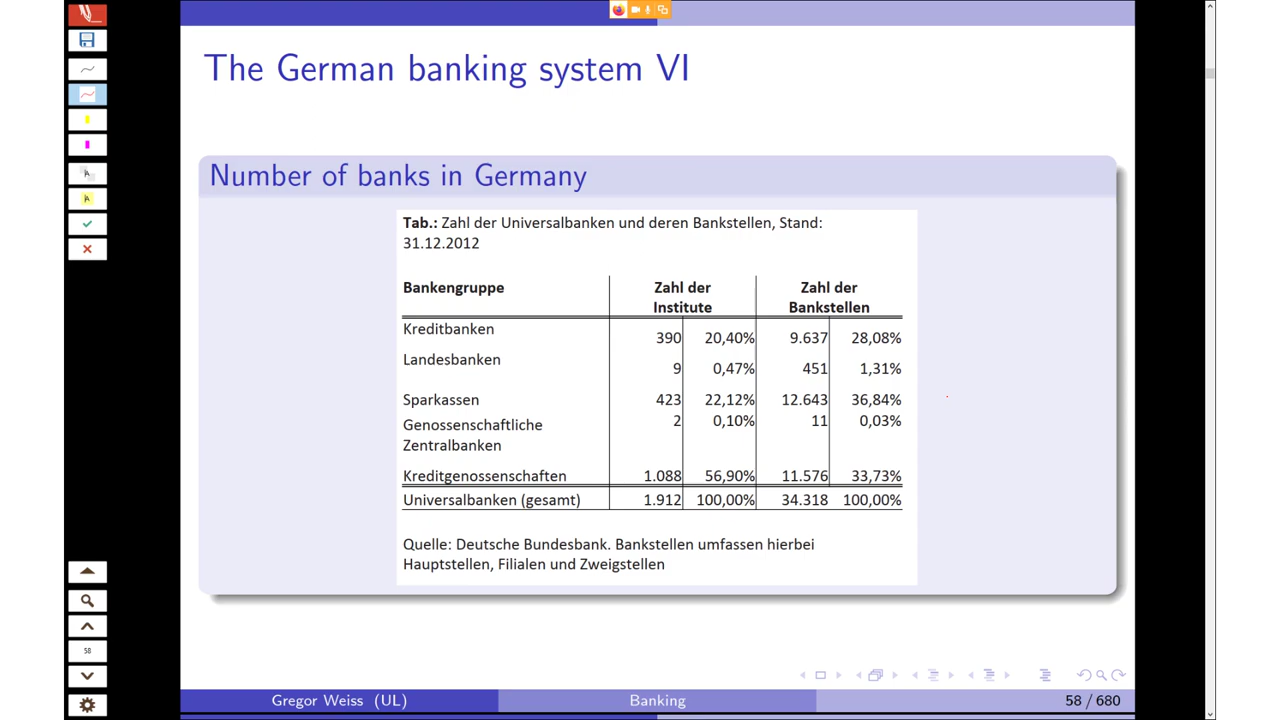 The German banking system VI
Number of banks in Germany
Tab.: Zahl der Universalbanken und deren Bankstellen, Stand:
31.12.2012
Bankengruppe Zahl der Institute Zahl der Bankstellen
Kreditbanken 390 20,40% 9.637 28,08%
Landesbanken 9 0,47% 451 1,31%
Sparkassen 423 22,12% 12.643 36,84%
Genossenschaftliche Zentralbanken 2 0,10% 11 0,03%
Kreditgenossenschaften 1.088 56,90% 11.576 33,73%
Universalbanken (gesamt) 1.912 100,00% 34.318 100,00%
Quelle: Deutsche Bundesbank. Bankstellen umfassen hierbei
Hauptstellen, Filialen und Zweigstellen
58
Gregor Weiss (UL) Banking 58 / 680